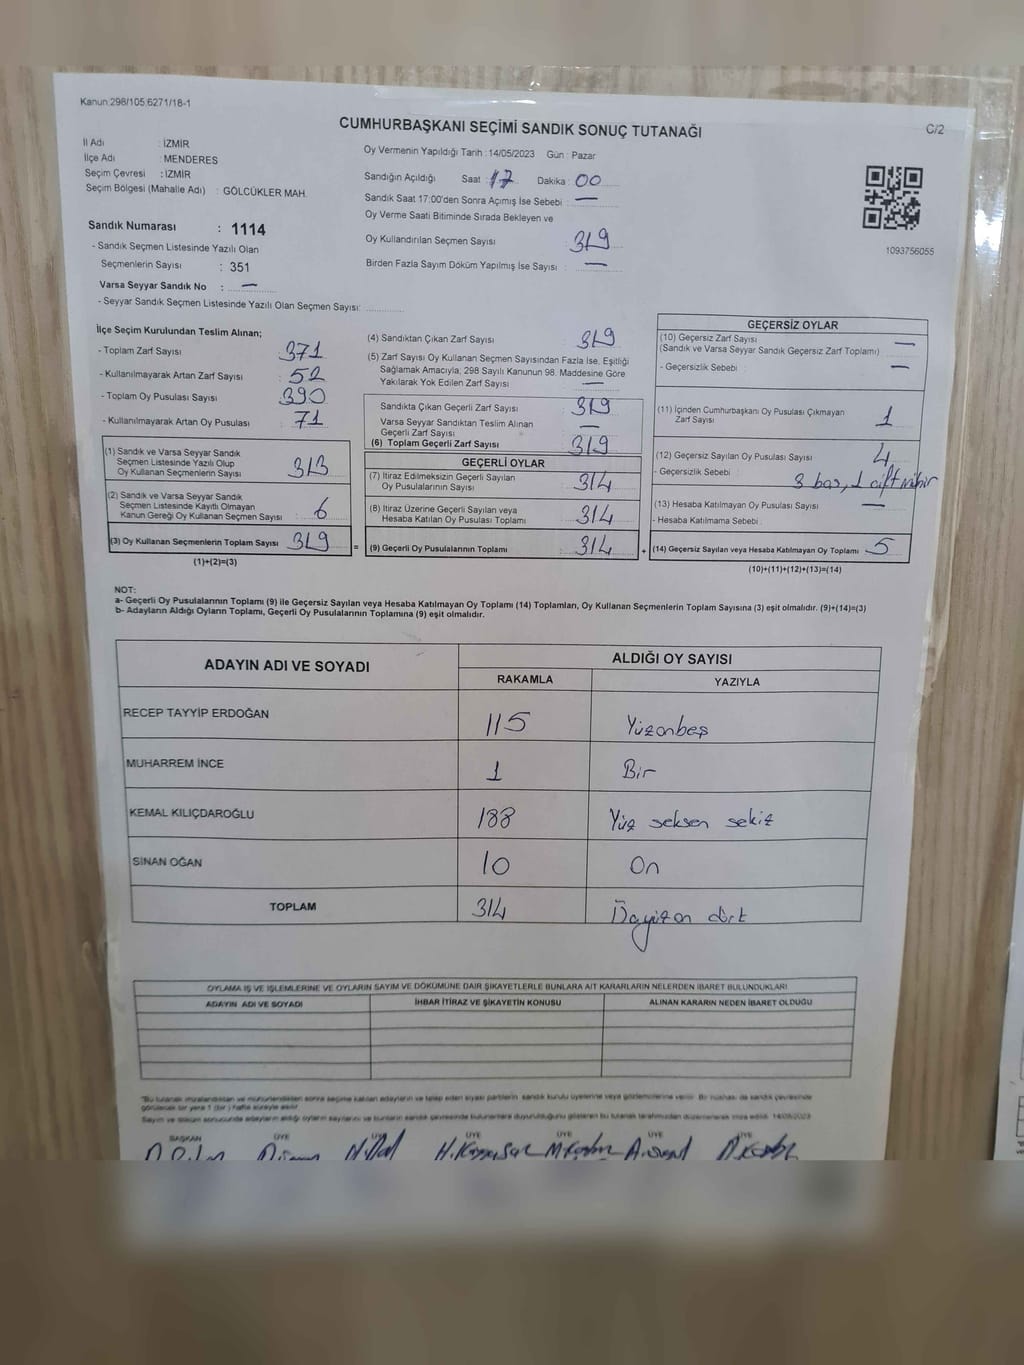 Kanun:298/105,6271/18-1
C/2
CUMHURBAŞKANI SEÇİMİ SANDIK SONUÇ TUTANAĞI
İl Adı : İZMİR
İlçe Adı : MENDERES
Seçim Çevresi : İZMİR
Seçim Bölgesi (Mahalle Adı) : GÖLCÜKLER MAH.
Sandık Numarası : 1114
- Sandık Seçmen Listesinde Yazılı Olan
Seçmenlerin Sayısı : 351
Varsa Seyyar Sandık No : —
- Seyyar Sandık Seçmen Listesinde Yazılı Olan Seçmen Sayısı:
Oy Vermenin Yapıldığı Tarih : 14/05/2023 Gün : Pazar
Sandığın Açıldığı Saat : 17 Dakika : 00
Sandık Saat 17:00'den Sonra Açımış İse Sebebi : —
Oy Verme Saati Bitiminde Sırada Bekleyen ve
Oy Kullandırılan Seçmen Sayısı : 319
Birden Fazla Sayım Döküm Yapılmış İse Sayısı : —
1093756055
İlçe Seçim Kurulundan Teslim Alınan;
- Toplam Zarf Sayısı : 371
- Kullanılmayarak Artan Zarf Sayısı : 52
- Toplam Oy Pusulası Sayısı : 390
- Kullanılmayarak Artan Oy Pusulası : 71
(1) Sandık ve Varsa Seyyar Sandık
Seçmen Listesinde Yazılı Olup
Oy Kullanan Seçmenlerin Sayısı : 313
(2) Sandık ve Varsa Seyyar Sandık
Seçmen Listesinde Kayıtlı Olmayan
Kanun Gereği Oy Kullanan Seçmen Sayısı : 6
(3) Oy Kullanan Seçmenlerin Toplam Sayısı : 319
(1)+(2)=(3)
=
(4) Sandıktan Çıkan Zarf Sayısı : 319
(5) Zarf Sayısı Oy Kullanan Seçmen Sayısından Fazla İse, Eşitliği
Sağlamak Amacıyla, 298 Sayılı Kanunun 98. Maddesine Göre
Yakılarak Yok Edilen Zarf Sayısı : —
Sandıkta Çıkan Geçerli Zarf Sayısı : 319
Varsa Seyyar Sandıktan Teslim Alınan
Geçerli Zarf Sayısı : —
(6) Toplam Geçerli Zarf Sayısı : 319
GEÇERLİ OYLAR
(7) İtiraz Edilmeksizin Geçerli Sayılan
Oy Pusulalarının Sayısı : 314
(8) İtiraz Üzerine Geçerli Sayılan veya
Hesaba Katılan Oy Pusulası Toplamı : 314
(9) Geçerli Oy Pusulalarının Toplamı : 314
+
GEÇERSİZ OYLAR
(10) Geçersiz Zarf Sayısı : —
(Sandık ve Varsa Seyyar Sandık Geçersiz Zarf Toplamı)
- Geçersizlik Sebebi : —
(11) İçinden Cumhurbaşkanı Oy Pusulası Çıkmayan
Zarf Sayısı : 1
(12) Geçersiz Sayılan Oy Pusulası Sayısı : 4
- Geçersizlik Sebebi : 3 boş, 1 çift mühür
(13) Hesaba Katılmayan Oy Pusulası Sayısı : —
- Hesaba Katılmama Sebebi :
(14) Geçersiz Sayılan veya Hesaba Katılmayan Oy Toplamı : 5
(10)+(11)+(12)+(13)=(14)
NOT:
a- Geçerli Oy Pusulalarının Toplamı (9) ile Geçersiz Sayılan veya Hesaba Katılmayan Oy Toplamı (14) Toplamları, Oy Kullanan Seçmenlerin Toplam Sayısına (3) eşit olmalıdır. (9)+(14)=(3)
b- Adayların Aldığı Oyların Toplamı, Geçerli Oy Pusulalarının Toplamına (9) eşit olmalıdır.
ADAYIN ADI VE SOYADI ALDIĞI OY SAYISI
RAKAMLA YAZIYLA
RECEP TAYYİP ERDOĞAN 115 Yüzonbeş
MUHARREM İNCE 1 Bir
KEMAL KILIÇDAROĞLU 188 Yüz seksen sekiz
SİNAN OĞAN 10 On
TOPLAM 314 Üçyüzon dört
OYLAMA İŞ VE İŞLEMLERİNE VE OYLARIN SAYIM VE DÖKÜMÜNE DAİR ŞİKAYETLERLE BUNLARA AİT KARARLARIN NELERDEN İBARET BULUNDUKLARI
ADAYIN ADI VE SOYADI İHBAR İTİRAZ VE ŞİKAYETİN KONUSU ALINAN KARARIN NEDEN İBARET OLDUĞU
BAŞKAN ÜYE ÜYE ÜYE ÜYE ÜYE ÜYE